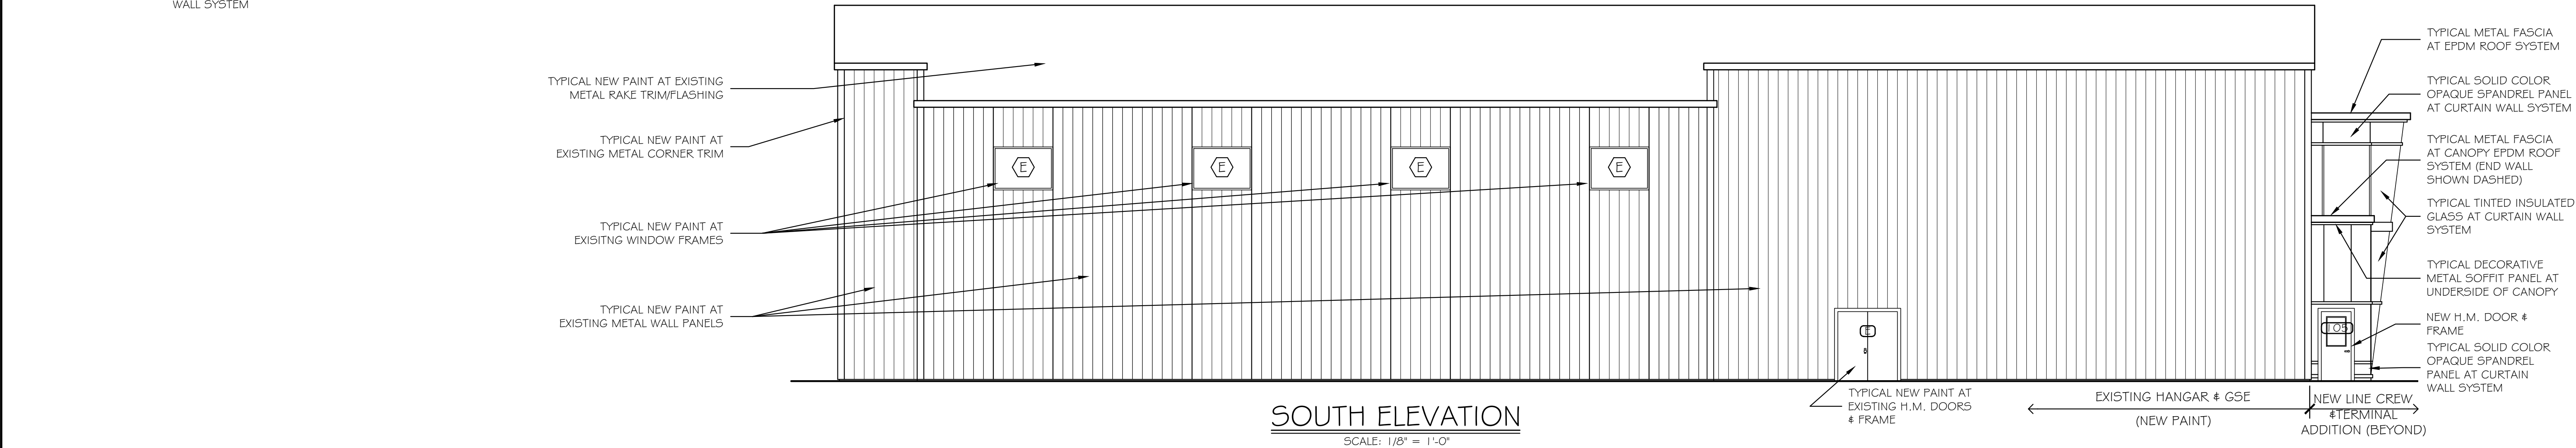 WALL SYSTEM
TYPICAL NEW PAINT AT EXISTING
METAL RAKE TRIM/FLASHING
TYPICAL NEW PAINT AT
EXISTING METAL CORNER TRIM
TYPICAL NEW PAINT AT
EXISITNG WINDOW FRAMES
TYPICAL NEW PAINT AT
EXISTING METAL WALL PANELS
E
E
E
E
E
105
TYPICAL METAL FASCIA
AT EPDM ROOF SYSTEM
TYPICAL SOLID COLOR
OPAQUE SPANDREL PANEL
AT CURTAIN WALL SYSTEM
TYPICAL METAL FASCIA
AT CANOPY EPDM ROOF
SYSTEM (END WALL
SHOWN DASHED)
TYPICAL TINTED INSULATED
GLASS AT CURTAIN WALL
SYSTEM
TYPICAL DECORATIVE
METAL SOFFIT PANEL AT
UNDERSIDE OF CANOPY
NEW H.M. DOOR &
FRAME
TYPICAL SOLID COLOR
OPAQUE SPANDREL
PANEL AT CURTAIN
WALL SYSTEM
TYPICAL NEW PAINT AT
EXISTING H.M. DOORS
& FRAME
EXISTING HANGAR & GSE
(NEW PAINT)
NEW LINE CREW
&TERMINAL
ADDITION (BEYOND)
SOUTH ELEVATION
SCALE: 1/8" = 1'-0"